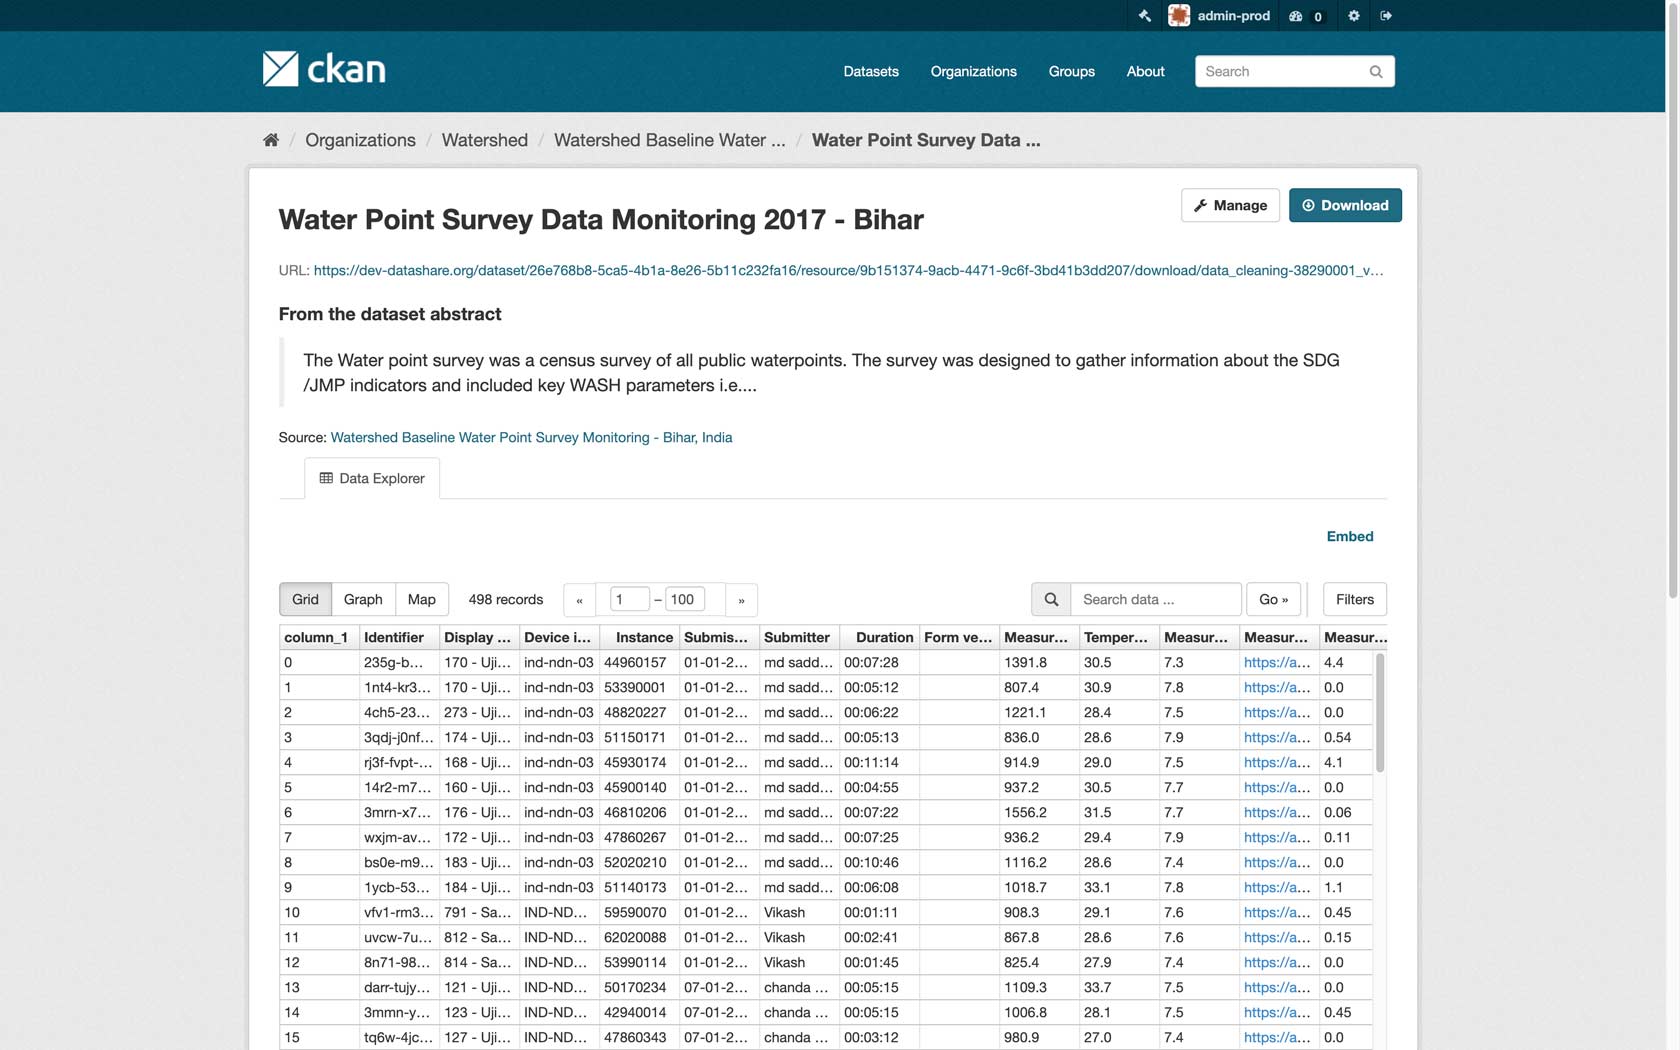 admin-prod 0
ckan Datasets Organizations Groups About Search
/ Organizations / Watershed / Watershed Baseline Water ... / Water Point Survey Data ...
Manage Download
Water Point Survey Data Monitoring 2017 - Bihar
URL: https://dev-datashare.org/dataset/26e768b8-5ca5-4b1a-8e26-5b11c232fa16/resource/9b151374-9acb-4471-9c6f-3bd41b3dd207/download/data_cleaning-38290001_v…
From the dataset abstract
The Water point survey was a census survey of all public waterpoints. The survey was designed to gather information about the SDG
/JMP indicators and included key WASH parameters i.e....
Source: Watershed Baseline Water Point Survey Monitoring - Bihar, India
Data Explorer
Embed
Grid Graph Map 498 records « 1 – 100 » Search data ... Go » Filters
column_1 Identifier Display ... Device i... Instance Submis... Submitter Duration Form ve... Measur... Temper... Measur... Measur... Measur...
0 235g-b... 170 - Uji... ind-ndn-03 44960157 01-01-2... md sadd... 00:07:28 1391.8 30.5 7.3 https://a... 4.4
1 1nt4-kr3... 170 - Uji... ind-ndn-03 53390001 01-01-2... md sadd... 00:05:12 807.4 30.9 7.8 https://a... 0.0
2 4ch5-23... 273 - Uji... ind-ndn-03 48820227 01-01-2... md sadd... 00:06:22 1221.1 28.4 7.5 https://a... 0.0
3 3qdj-j0nf... 174 - Uji... ind-ndn-03 51150171 01-01-2... md sadd... 00:05:13 836.0 28.6 7.9 https://a... 0.54
4 rj3f-fvpt-... 168 - Uji... ind-ndn-03 45930174 01-01-2... md sadd... 00:11:14 914.9 29.0 7.5 https://a... 4.1
5 14r2-m7... 160 - Uji... ind-ndn-03 45900140 01-01-2... md sadd... 00:04:55 937.2 30.5 7.7 https://a... 0.0
6 3mrn-x7... 176 - Uji... ind-ndn-03 46810206 01-01-2... md sadd... 00:07:22 1556.2 31.5 7.7 https://a... 0.06
7 wxjm-av... 172 - Uji... ind-ndn-03 47860267 01-01-2... md sadd... 00:07:25 936.2 29.4 7.9 https://a... 0.11
8 bs0e-m9... 183 - Uji... ind-ndn-03 52020210 01-01-2... md sadd... 00:10:46 1116.2 28.6 7.4 https://a... 0.0
9 1ycb-53... 184 - Uji... ind-ndn-03 51140173 01-01-2... md sadd... 00:06:08 1018.7 33.1 7.8 https://a... 1.1
10 vfv1-rm3... 791 - Sa... IND-ND... 59590070 01-01-2... Vikash 00:01:11 908.3 29.1 7.6 https://a... 0.45
11 uvcw-7u... 812 - Sa... IND-ND... 62020088 01-01-2... Vikash 00:02:41 867.8 28.6 7.6 https://a... 0.15
12 8n71-98... 814 - Sa... IND-ND... 53990114 01-01-2... Vikash 00:01:45 825.4 27.9 7.4 https://a... 0.0
13 darr-tujy... 121 - Uji... IND-ND... 50170234 07-01-2... chanda ... 00:05:15 1109.3 33.7 7.5 https://a... 0.0
14 3mmn-y... 123 - Uji... IND-ND... 42940014 07-01-2... chanda ... 00:05:15 1006.8 28.1 7.5 https://a... 0.45
15 tq6w-4jc... 127 - Uji... IND-ND... 47860343 07-01-2... chanda ... 00:03:12 980.9 27.0 7.4 https://a... 0.0